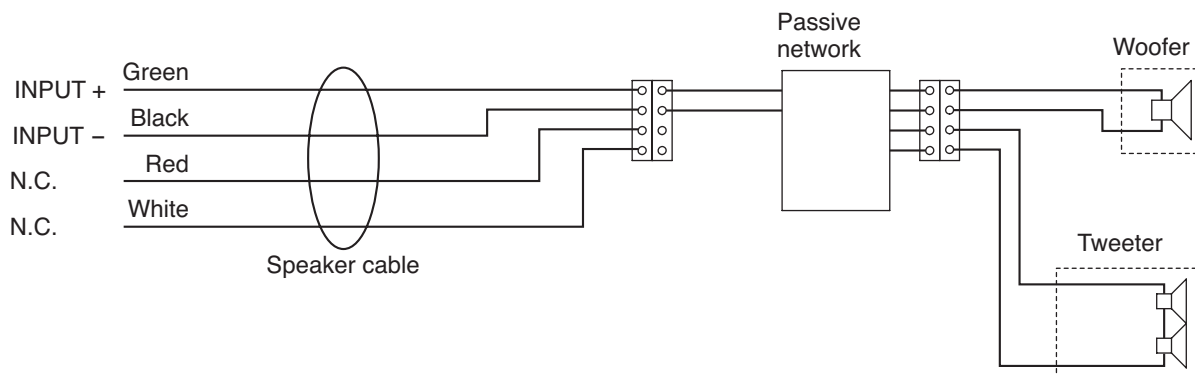 Passive
network
Woofer
INPUT + Green
INPUT − Black
N.C. Red
N.C. White
Speaker cable
Tweeter